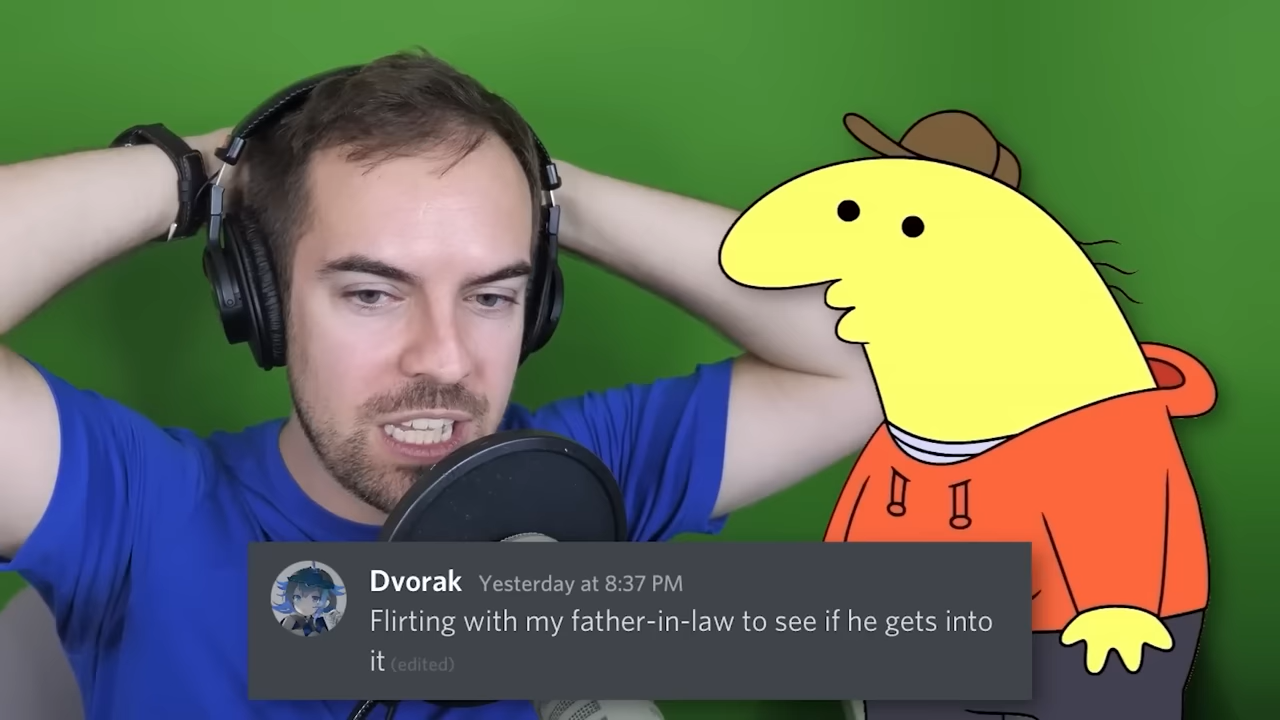 Dvorak Yesterday at 8:37 PM
Flirting with my father-in-law to see if he gets into
it (edited)